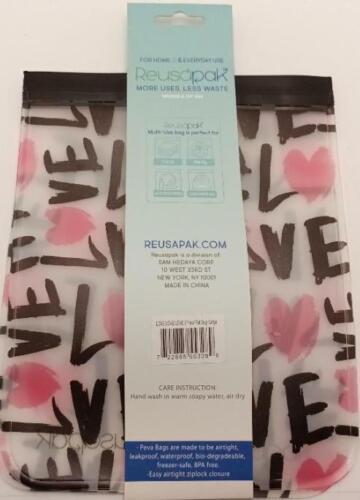 FOR HOME & EVERYDAY USE
Reusapak
MORE USES, LESS WASTE
Reusapak
Multi-Use bag is perfect for
REUSAPAK.COM
Reusapak is a division of
SAM HEDAYA CORP
10 WEST 33RD ST
NEW YORK, NY 10001
MADE IN CHINA
CARE INSTRUCTION:
Hand wash in warm soapy water, air dry
- Peva Bags are made to be airtight,
leakproof, waterproof, bio-degradable,
freezer-safe, BPA free.
-Easy airtight ziplock closure
LOVE
LOVE
LOVE
LOVE
Reusapak